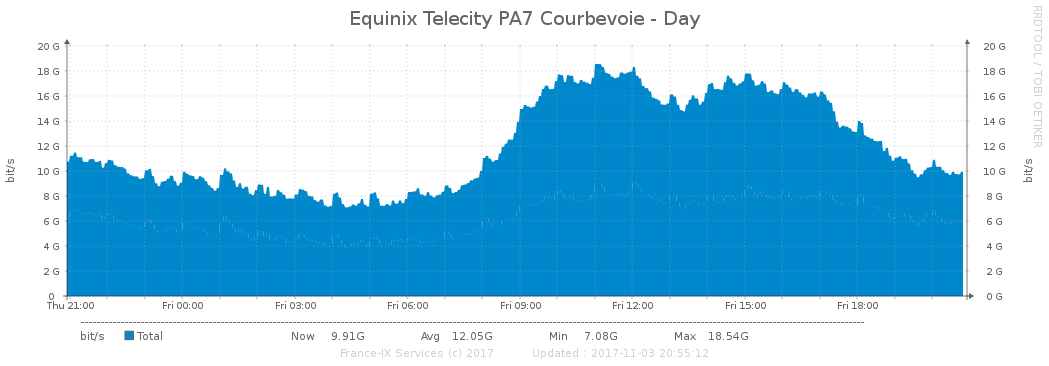 Equinix Telecity PA7 Courbevoie - Day
RRDTOOL / TOBI OETIKER
20 G 20 G
18 G 18 G
16 G 16 G
14 G 14 G
12 G 12 G
10 G 10 G
8 G 8 G
6 G 6 G
4 G 4 G
2 G 2 G
0 0 G
bit/s
bit/s
Thu 21:00 Fri 00:00 Fri 03:00 Fri 06:00 Fri 09:00 Fri 12:00 Fri 15:00 Fri 18:00
bit/s Total Now 9.91G Avg 12.05G Min 7.08G Max 18.54G
France-IX Services (c) 2017 Updated : 2017-11-03 20:55:12